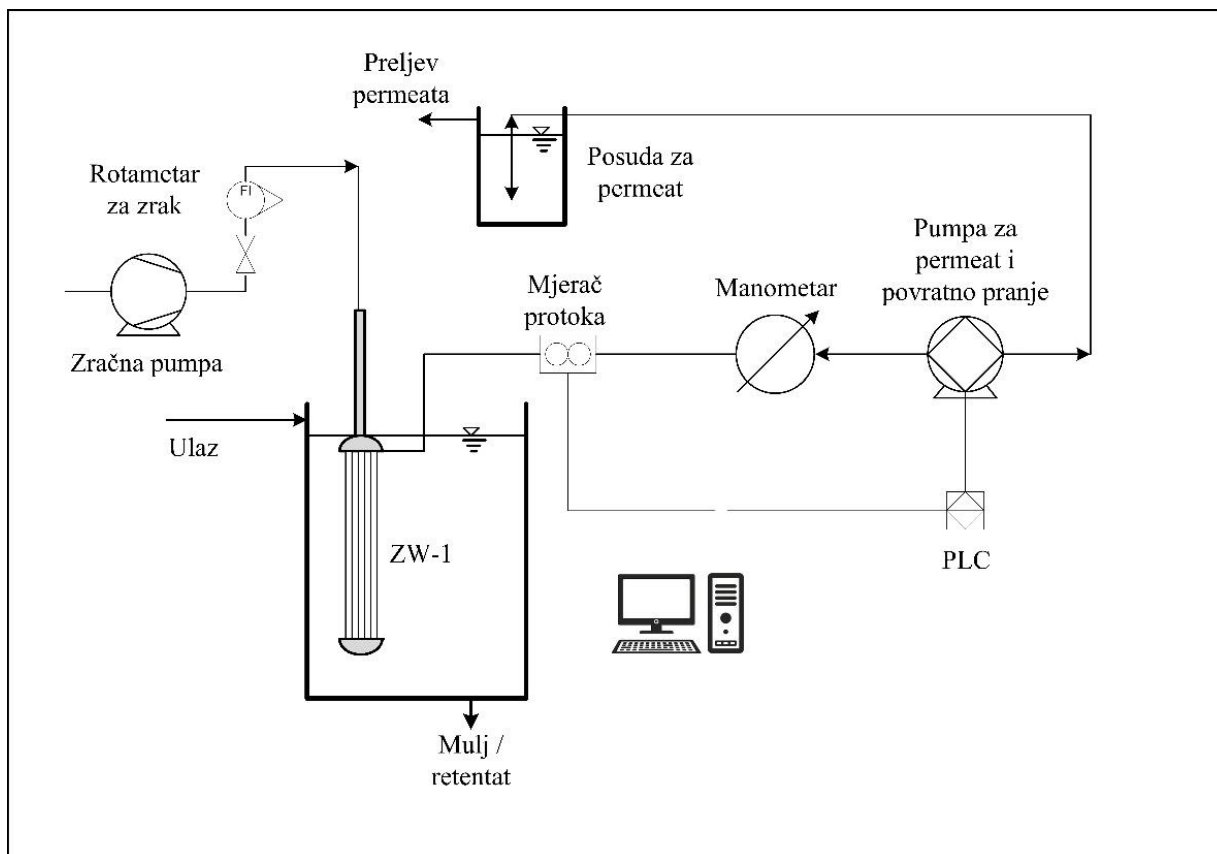 Preljev
permeata
Rotametar
za zrak
FI
Posuda za
permeat
Pumpa za
permeat i
povratno pranje
Mjerač
protoka
Manometar
Zračna pumpa
Ulaz
ZW-1
PLC
Mulj /
retentat